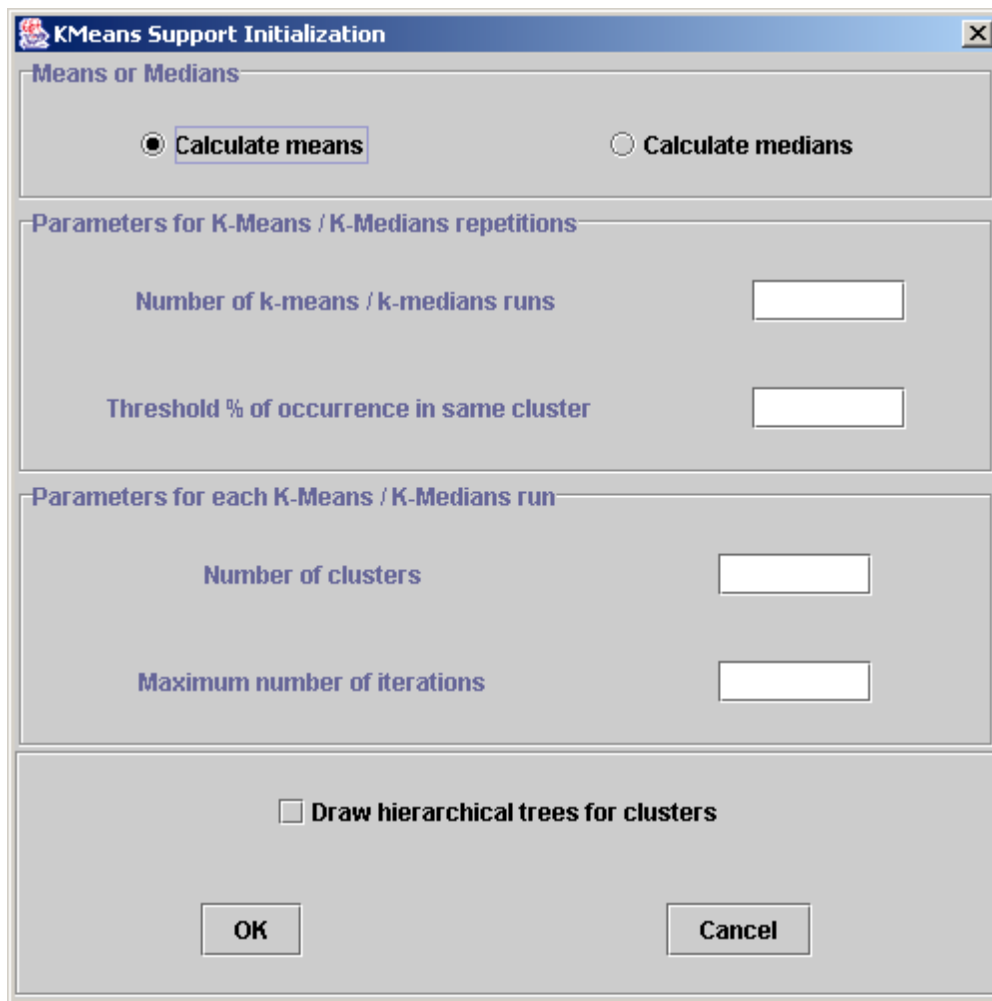 KMeans Support Initialization
Means or Medians
Calculate means
Calculate medians
Parameters for K-Means / K-Medians repetitions
Number of k-means / k-medians runs
Threshold % of occurrence in same cluster
Parameters for each K-Means / K-Medians run
Number of clusters
Maximum number of iterations
Draw hierarchical trees for clusters
OK
Cancel